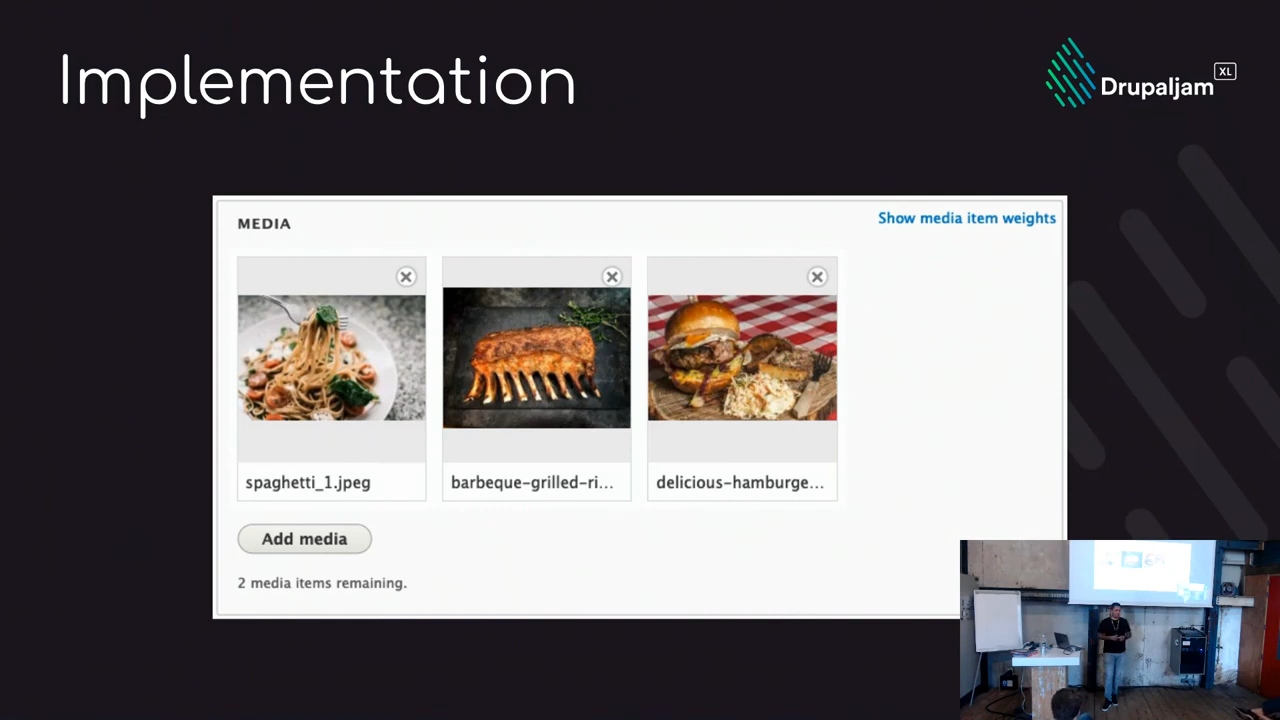 Implementation
Drupaljam XL
MEDIA
Show media item weights
spaghetti_1.jpeg
barbeque-grilled-ri...
delicious-hamburge...
Add media
2 media items remaining.